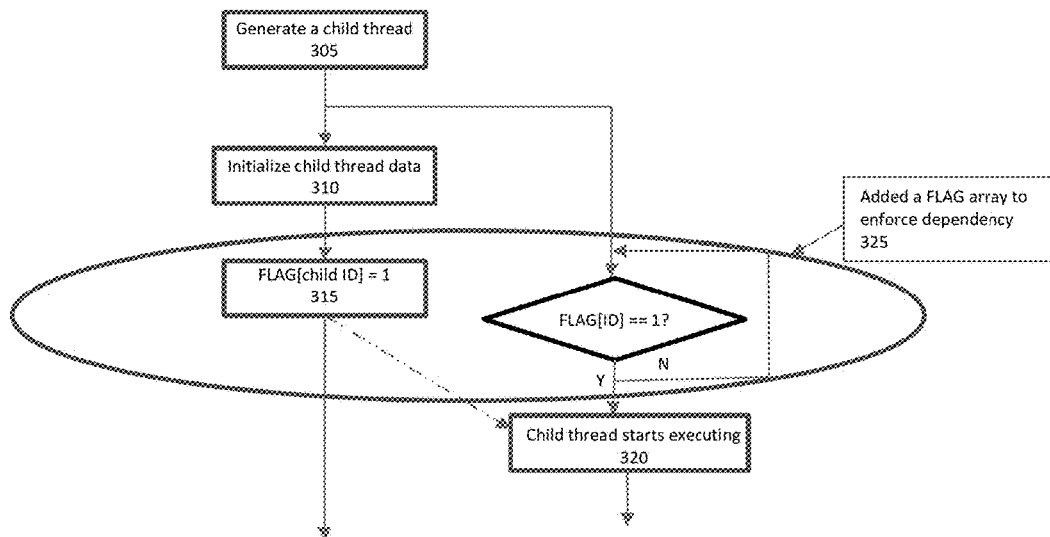 Generate a child thread
305
Initialize child thread data
310
Added a FLAG array to
enforce dependency
325
FLAG[child ID] = 1
315
FLAG[ID] == 1?
N
Y
Child thread starts executing
320